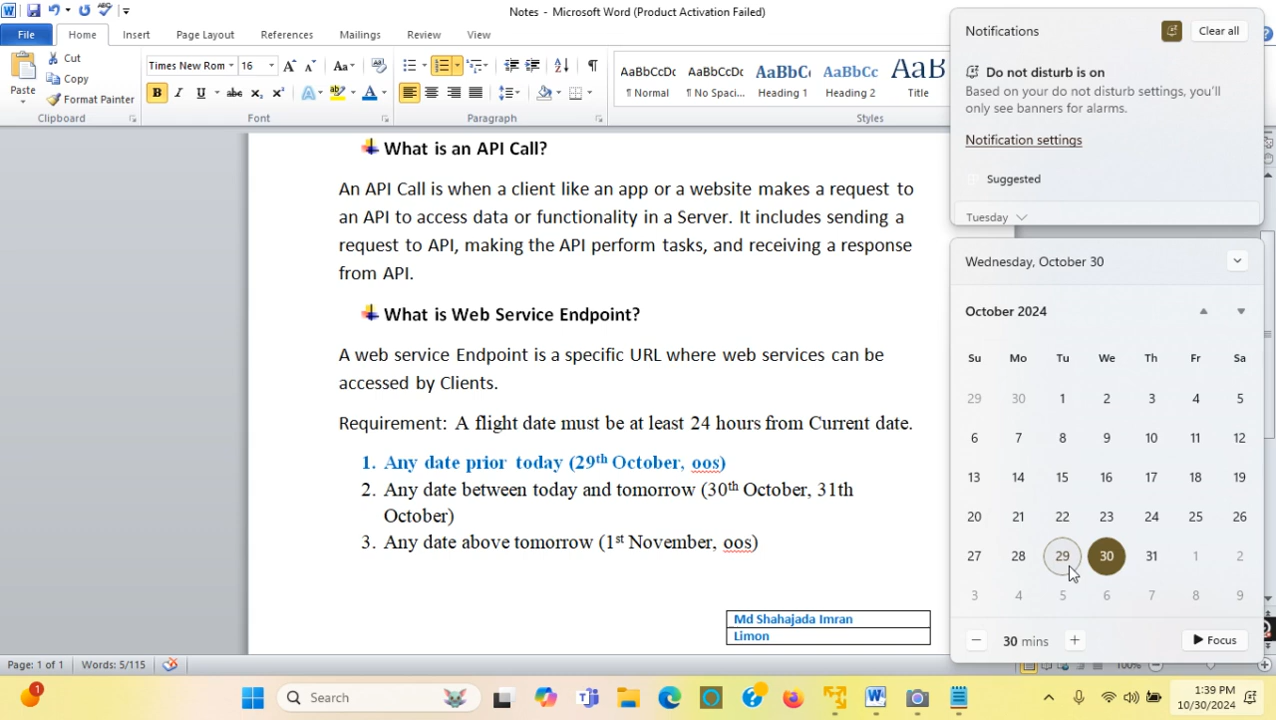 Notes - Microsoft Word (Product Activation Failed)
File Home Insert Page Layout References Mailings Review View
Paste
Cut
Copy
Format Painter
Clipboard
Times New Rom 16
Font
Paragraph
AaBbCcDc AaBbCcDc AaBbC AaBbCc AaB
¶ Normal ¶ No Spaci... Heading 1 Heading 2 Title
Styles
What is an API Call?
An API Call is when a client like an app or a website makes a request to
an API to access data or functionality in a Server. It includes sending a
request to API, making the API perform tasks, and receiving a response
from API.
What is Web Service Endpoint?
A web service Endpoint is a specific URL where web services can be
accessed by Clients.
Requirement: A flight date must be at least 24 hours from Current date.
1. Any date prior today (29th October, oos)
2. Any date between today and tomorrow (30th October, 31th
October)
3. Any date above tomorrow (1st November, oos)
Md Shahajada Imran
Limon
Notifications
Clear all
Do not disturb is on
Based on your do not disturb settings, you'll
only see banners for alarms.
Notification settings
Suggested
Tuesday
Wednesday, October 30
October 2024
Su Mo Tu We Th Fr Sa
29 30 1 2 3 4 5
6 7 8 9 10 11 12
13 14 15 16 17 18 19
20 21 22 23 24 25 26
27 28 29 30 31 1 2
3 4 5 6 7 8 9
30 mins
Focus
Page: 1 of 1 Words: 5/115
100%
1
Search
1:39 PM
10/30/2024